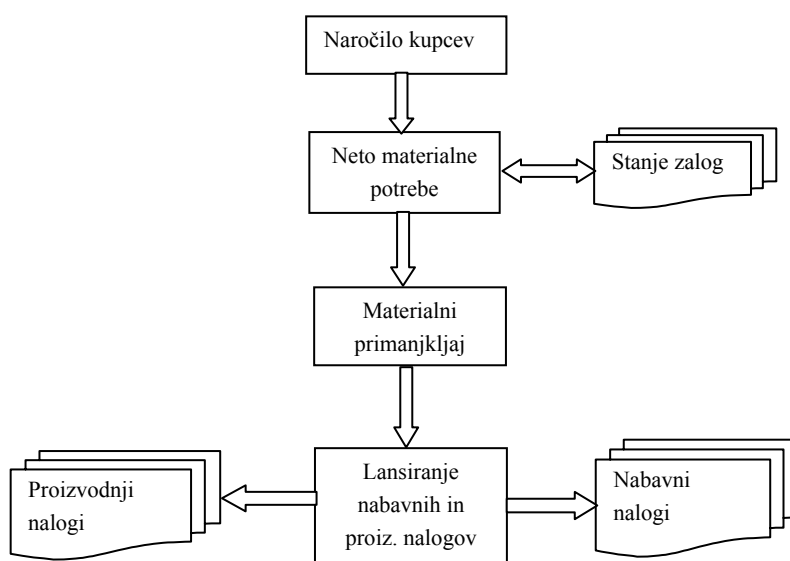 Naročilo kupcev
Neto materialne
potrebe
Stanje zalog
Materialni
primanjkljaj
Proizvodnji
nalogi
Lansiranje
nabavnih in
proiz. nalogov
Nabavni
nalogi